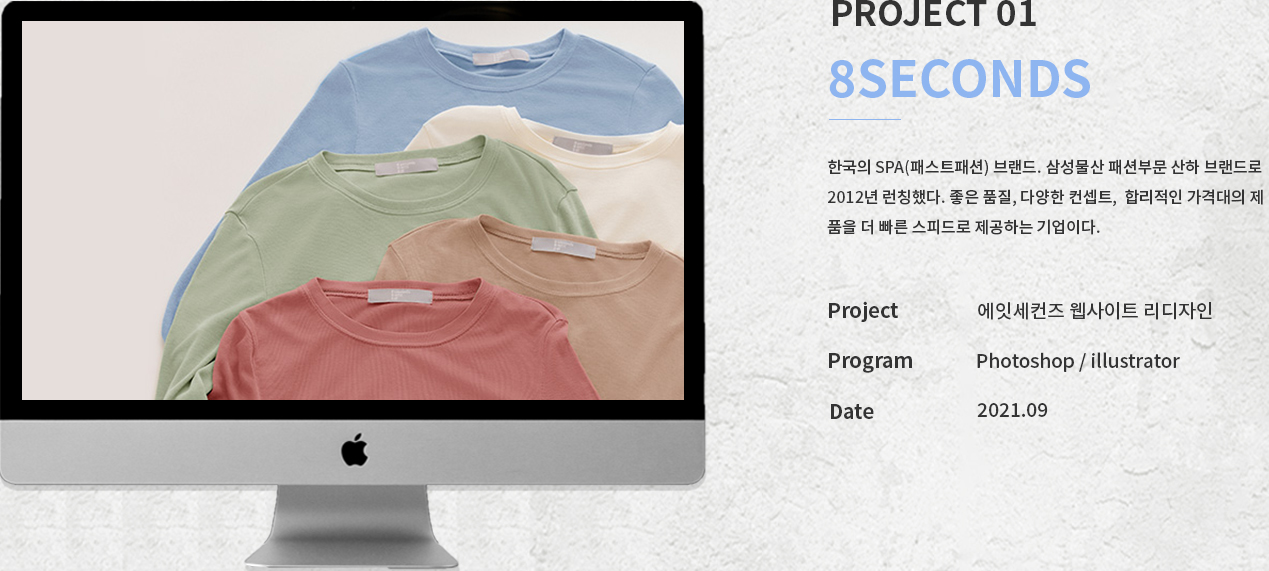 PROJECT 01
8SECONDS
한국의 SPA(패스트패션) 브랜드. 삼성물산 패션부문 산하 브랜드로
2012년 런칭했다. 좋은 품질, 다양한 컨셉트, 합리적인 가격대의 제
품을 더 빠른 스피드로 제공하는 기업이다.
Project 에잇세컨즈 웹사이트 리디자인
Program Photoshop / illustrator
Date 2021.09